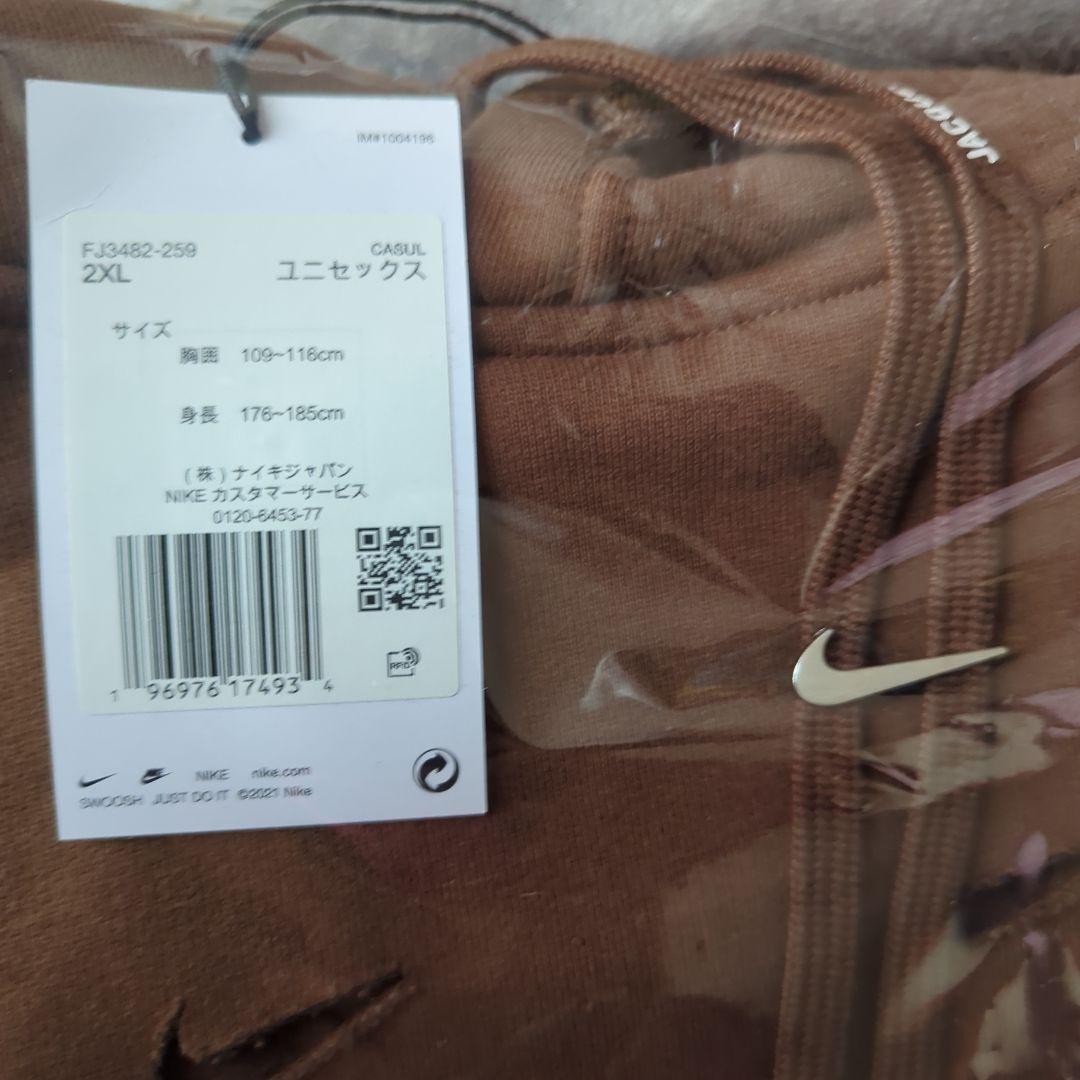 IM#1004196
FJ3482-259 CASUL
2XL ユニセックス
サイズ
胸囲 109~116cm
身長 176~185cm
(株)ナイキジャパン
NIKE カスタマーサービス
0120-6453-77
RFID
1 96976 17493 4
NIKE nike.com
SWOOSH JUST DO IT ©2021 Nike